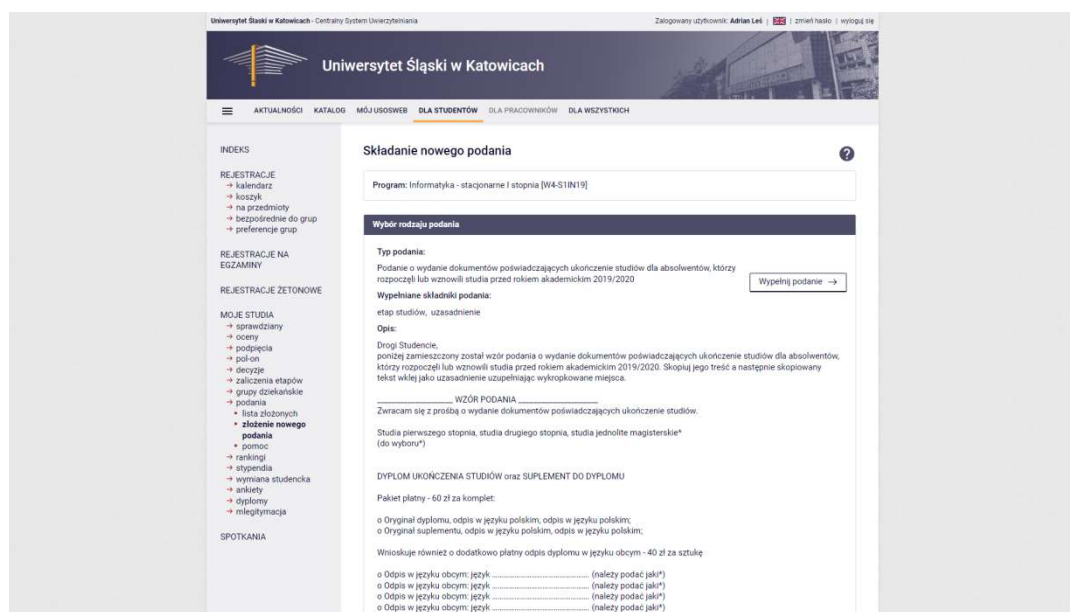 Uniwersytet Śląski w Katowicach - Centralny System Uwierzytelniania
Zalogowany użytkownik: Adrian Leś | | zmień hasło | wyloguj się
Uniwersytet Śląski w Katowicach
AKTUALNOŚCI KATALOG MÓJ USOSWEB DLA STUDENTÓW DLA PRACOWNIKÓW DLA WSZYSTKICH
INDEKS
REJESTRACJE
→ kalendarz
→ koszyk
→ na przedmioty
→ bezpośrednie do grup
→ preferencje grup
REJESTRACJE NA
EGZAMINY
REJESTRACJE ŻETONOWE
MOJE STUDIA
→ sprawdziany
→ oceny
→ podpięcia
→ pol-on
→ decyzje
→ zaliczenia etapów
→ grupy dziekańskie
→ podania
• lista złożonych
• złożenie nowego
podania
• pomoc
→ rankingi
→ stypendia
→ wymiana studencka
→ ankiety
→ dyplomy
→ mlegitymacja
SPOTKANIA
Składanie nowego podania
?
Program: Informatyka - stacjonarne I stopnia [W4-S1IN19]
Wybór rodzaju podania
Typ podania:
Podanie o wydanie dokumentów poświadczających ukończenie studiów dla absolwentów, którzy
rozpoczęli lub wznowili studia przed rokiem akademickim 2019/2020
Wypełnij podanie →
Wypełniane składniki podania:
etap studiów, uzasadnienie
Opis:
Drogi Studencie,
poniżej zamieszczony został wzór podania o wydanie dokumentów poświadczających ukończenie studiów dla absolwentów,
którzy rozpoczęli lub wznowili studia przed rokiem akademickim 2019/2020. Skopiuj jego treść a następnie skopiowany
tekst wklej jako uzasadnienie uzupełniając wykropkowane miejsca.
____________________ WZÓR PODANIA _____________________
Zwracam się z prośbą o wydanie dokumentów poświadczających ukończenie studiów.
Studia pierwszego stopnia, studia drugiego stopnia, studia jednolite magisterskie*
(do wyboru*)
DYPLOM UKOŃCZENIA STUDIÓW oraz SUPLEMENT DO DYPLOMU
Pakiet płatny - 60 zł za komplet:
o Oryginał dyplomu, odpis w języku polskim, odpis w języku polskim;
o Oryginał suplementu, odpis w języku polskim, odpis w języku polskim;
Wnioskuje również o dodatkowo płatny odpis dyplomu w języku obcym - 40 zł za sztukę
o Odpis w języku obcym: język ................................................ (należy podać jaki*)
o Odpis w języku obcym: język ................................................ (należy podać jaki*)
o Odpis w języku obcym: język ................................................ (należy podać jaki*)
o Odpis w języku obcym: język ................................................ (należy podać jaki*)